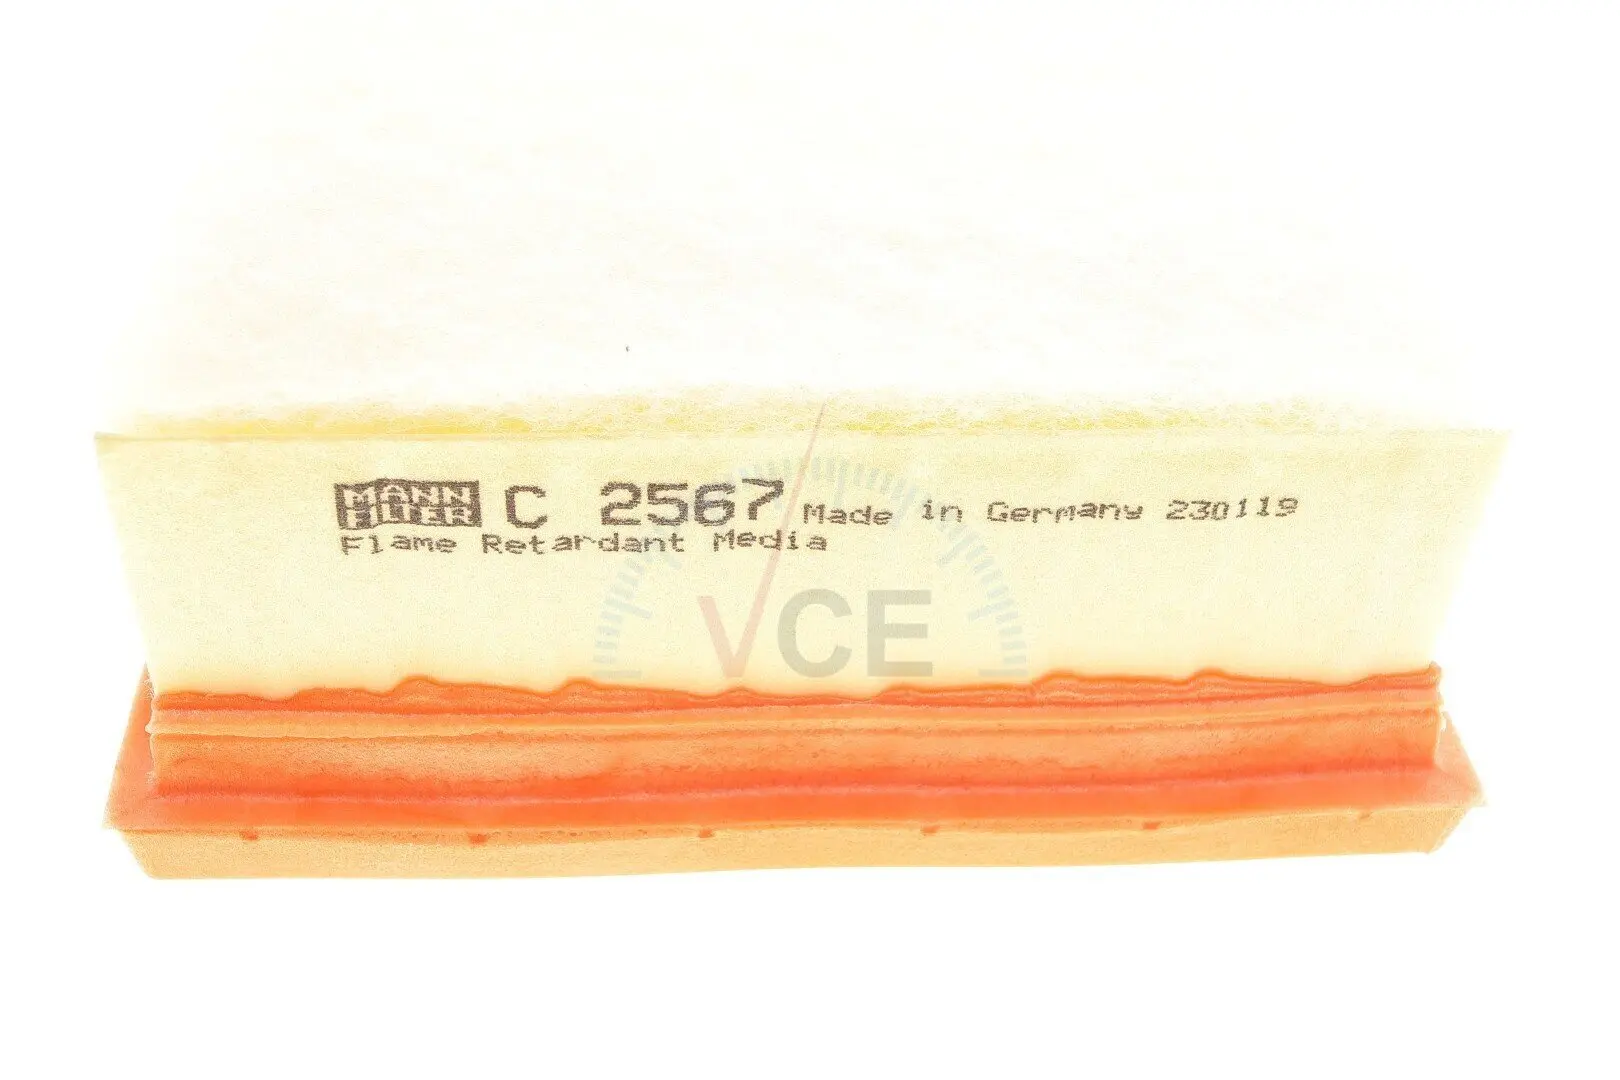 MANN FILTER C 2567 Made in Germany 230119
Flame Retardant Media
VCE